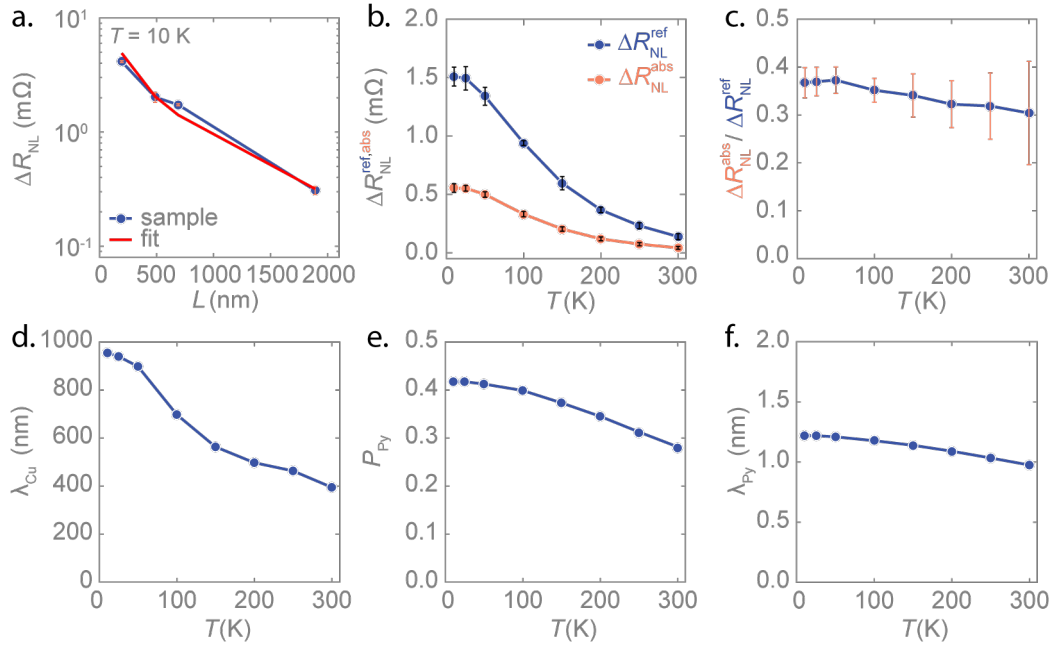 a.
10¹
10⁰
10⁻¹
T = 10 K
sample
fit
ΔR_NL (mΩ)
0 500 1000 1500 2000
L (nm)
b.
2.0
1.5
1.0
0.5
0.0
ΔR_NL^ref
ΔR_NL^abs
ΔR_NL^ref,abs (mΩ)
0 100 200 300
T (K)
c.
0.5
0.4
0.3
0.2
0.1
0.0
ΔR_NL^abs / ΔR_NL^ref
0 100 200 300
T (K)
d.
1000
800
600
400
200
0
λ_Cu (nm)
0 100 200 300
T (K)
e.
0.5
0.4
0.3
0.2
0.1
0.0
P_Py
0 100 200 300
T (K)
f.
2.0
1.5
1.0
0.5
0.0
λ_Py (nm)
0 100 200 300
T (K)